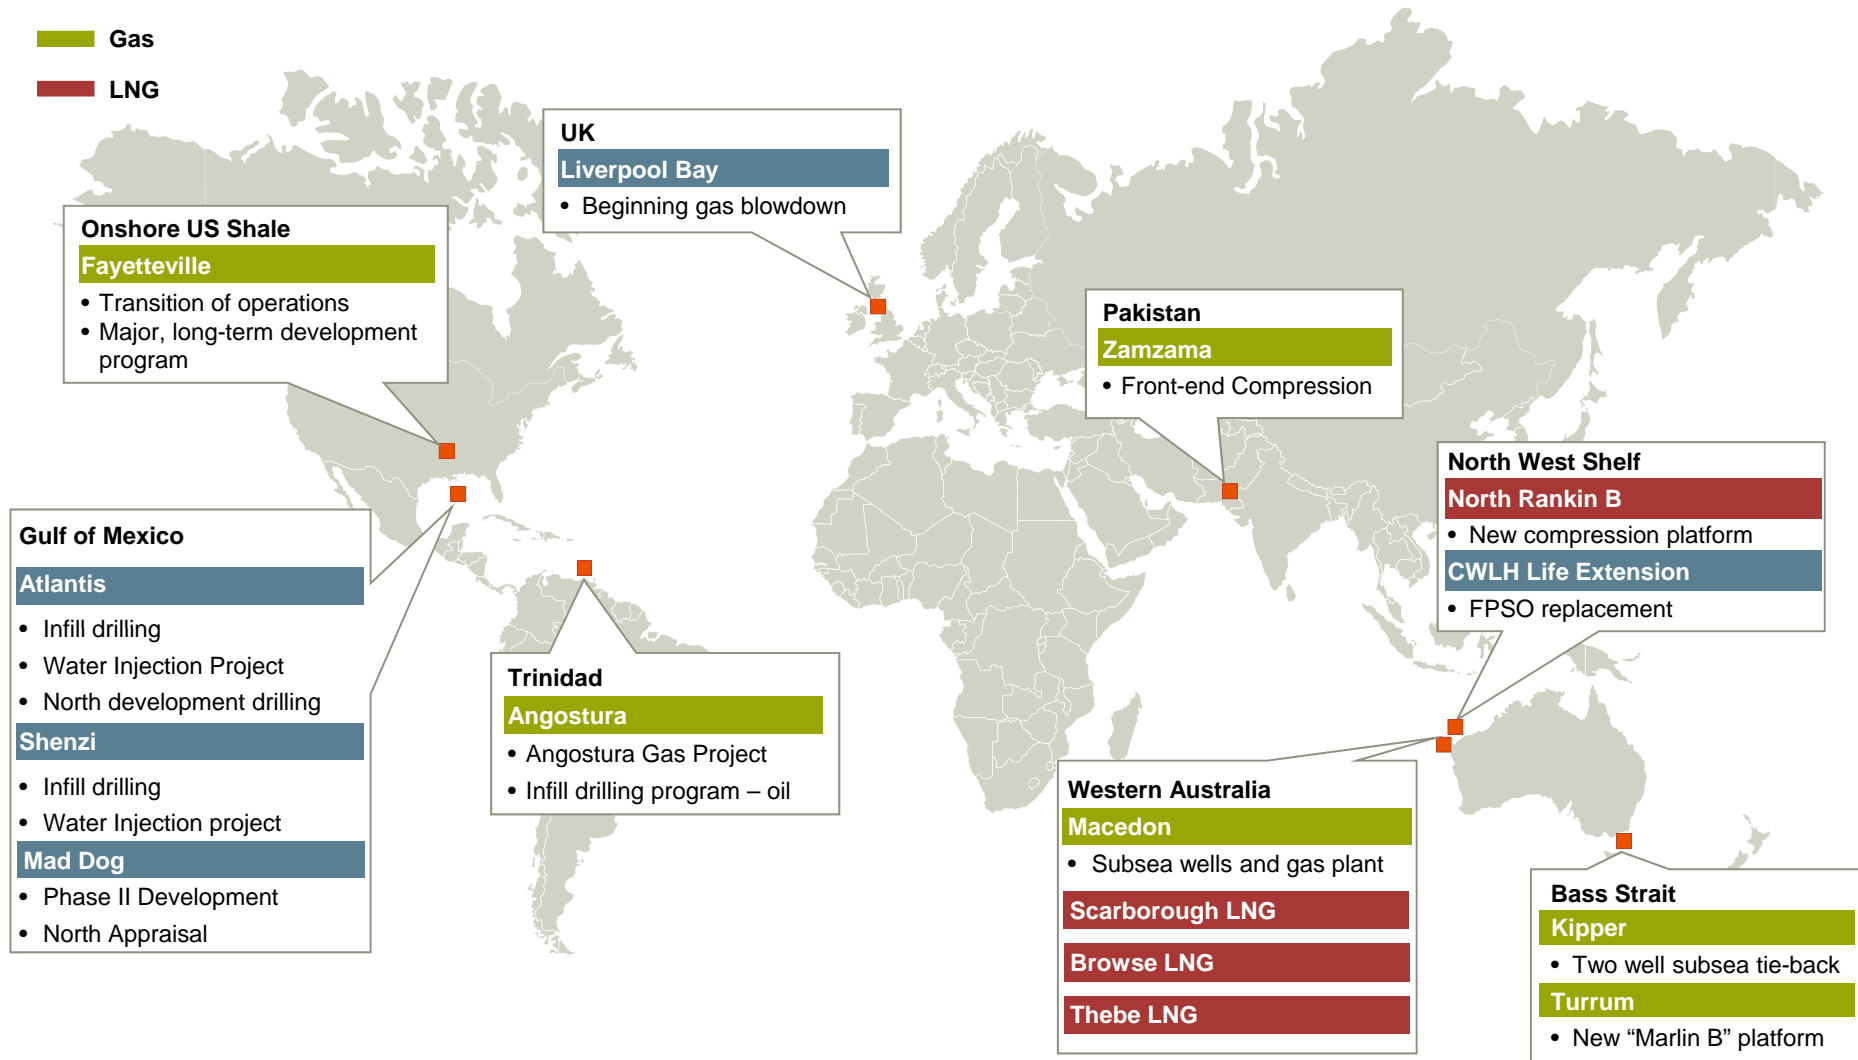 Gas
LNG
UK
Liverpool Bay
• Beginning gas blowdown
Onshore US Shale
Fayetteville
• Transition of operations
• Major, long-term development
program
Pakistan
Zamzama
• Front-end Compression
North West Shelf
North Rankin B
• New compression platform
CWLH Life Extension
• FPSO replacement
Gulf of Mexico
Atlantis
• Infill drilling
• Water Injection Project
• North development drilling
Shenzi
• Infill drilling
• Water Injection project
Mad Dog
• Phase II Development
• North Appraisal
Trinidad
Angostura
• Angostura Gas Project
• Infill drilling program – oil
Western Australia
Macedon
• Subsea wells and gas plant
Scarborough LNG
Browse LNG
Thebe LNG
Bass Strait
Kipper
• Two well subsea tie-back
Turrum
• New “Marlin B” platform